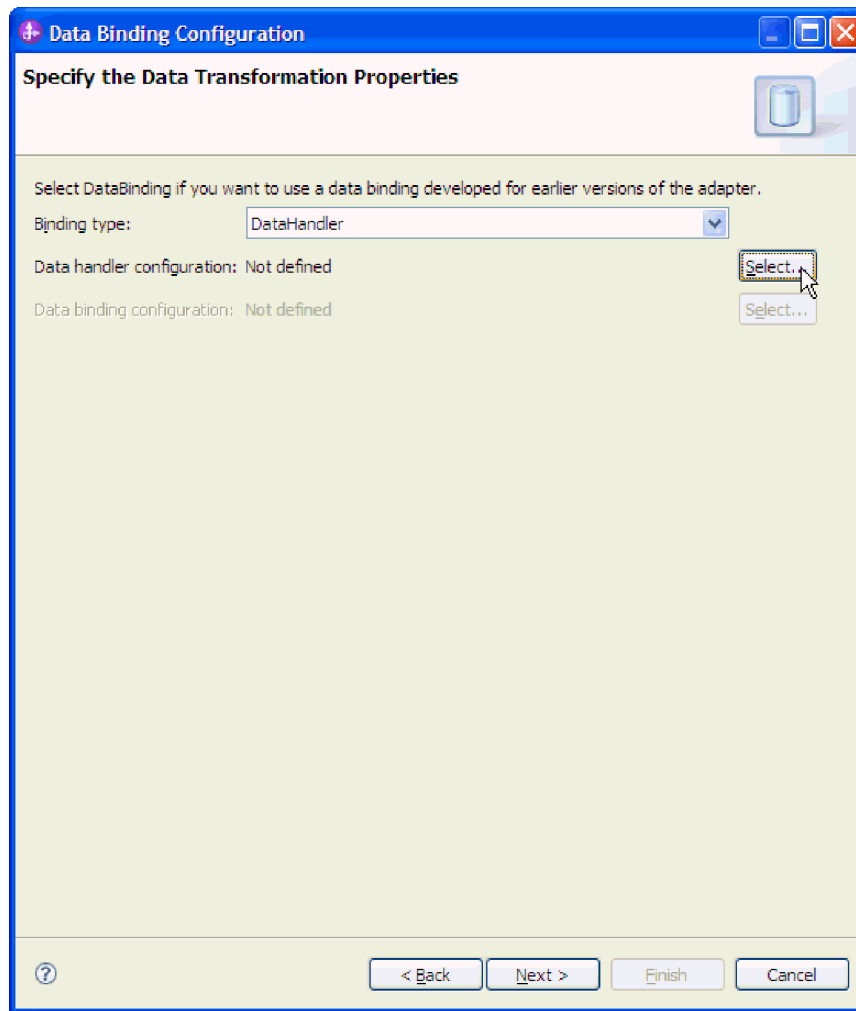 Data Binding Configuration
Specify the Data Transformation Properties
Select DataBinding if you want to use a data binding developed for earlier versions of the adapter.
Binding type: DataHandler
Data handler configuration: Not defined Select...
Data binding configuration: Not defined Select...
? < Back Next > Finish Cancel